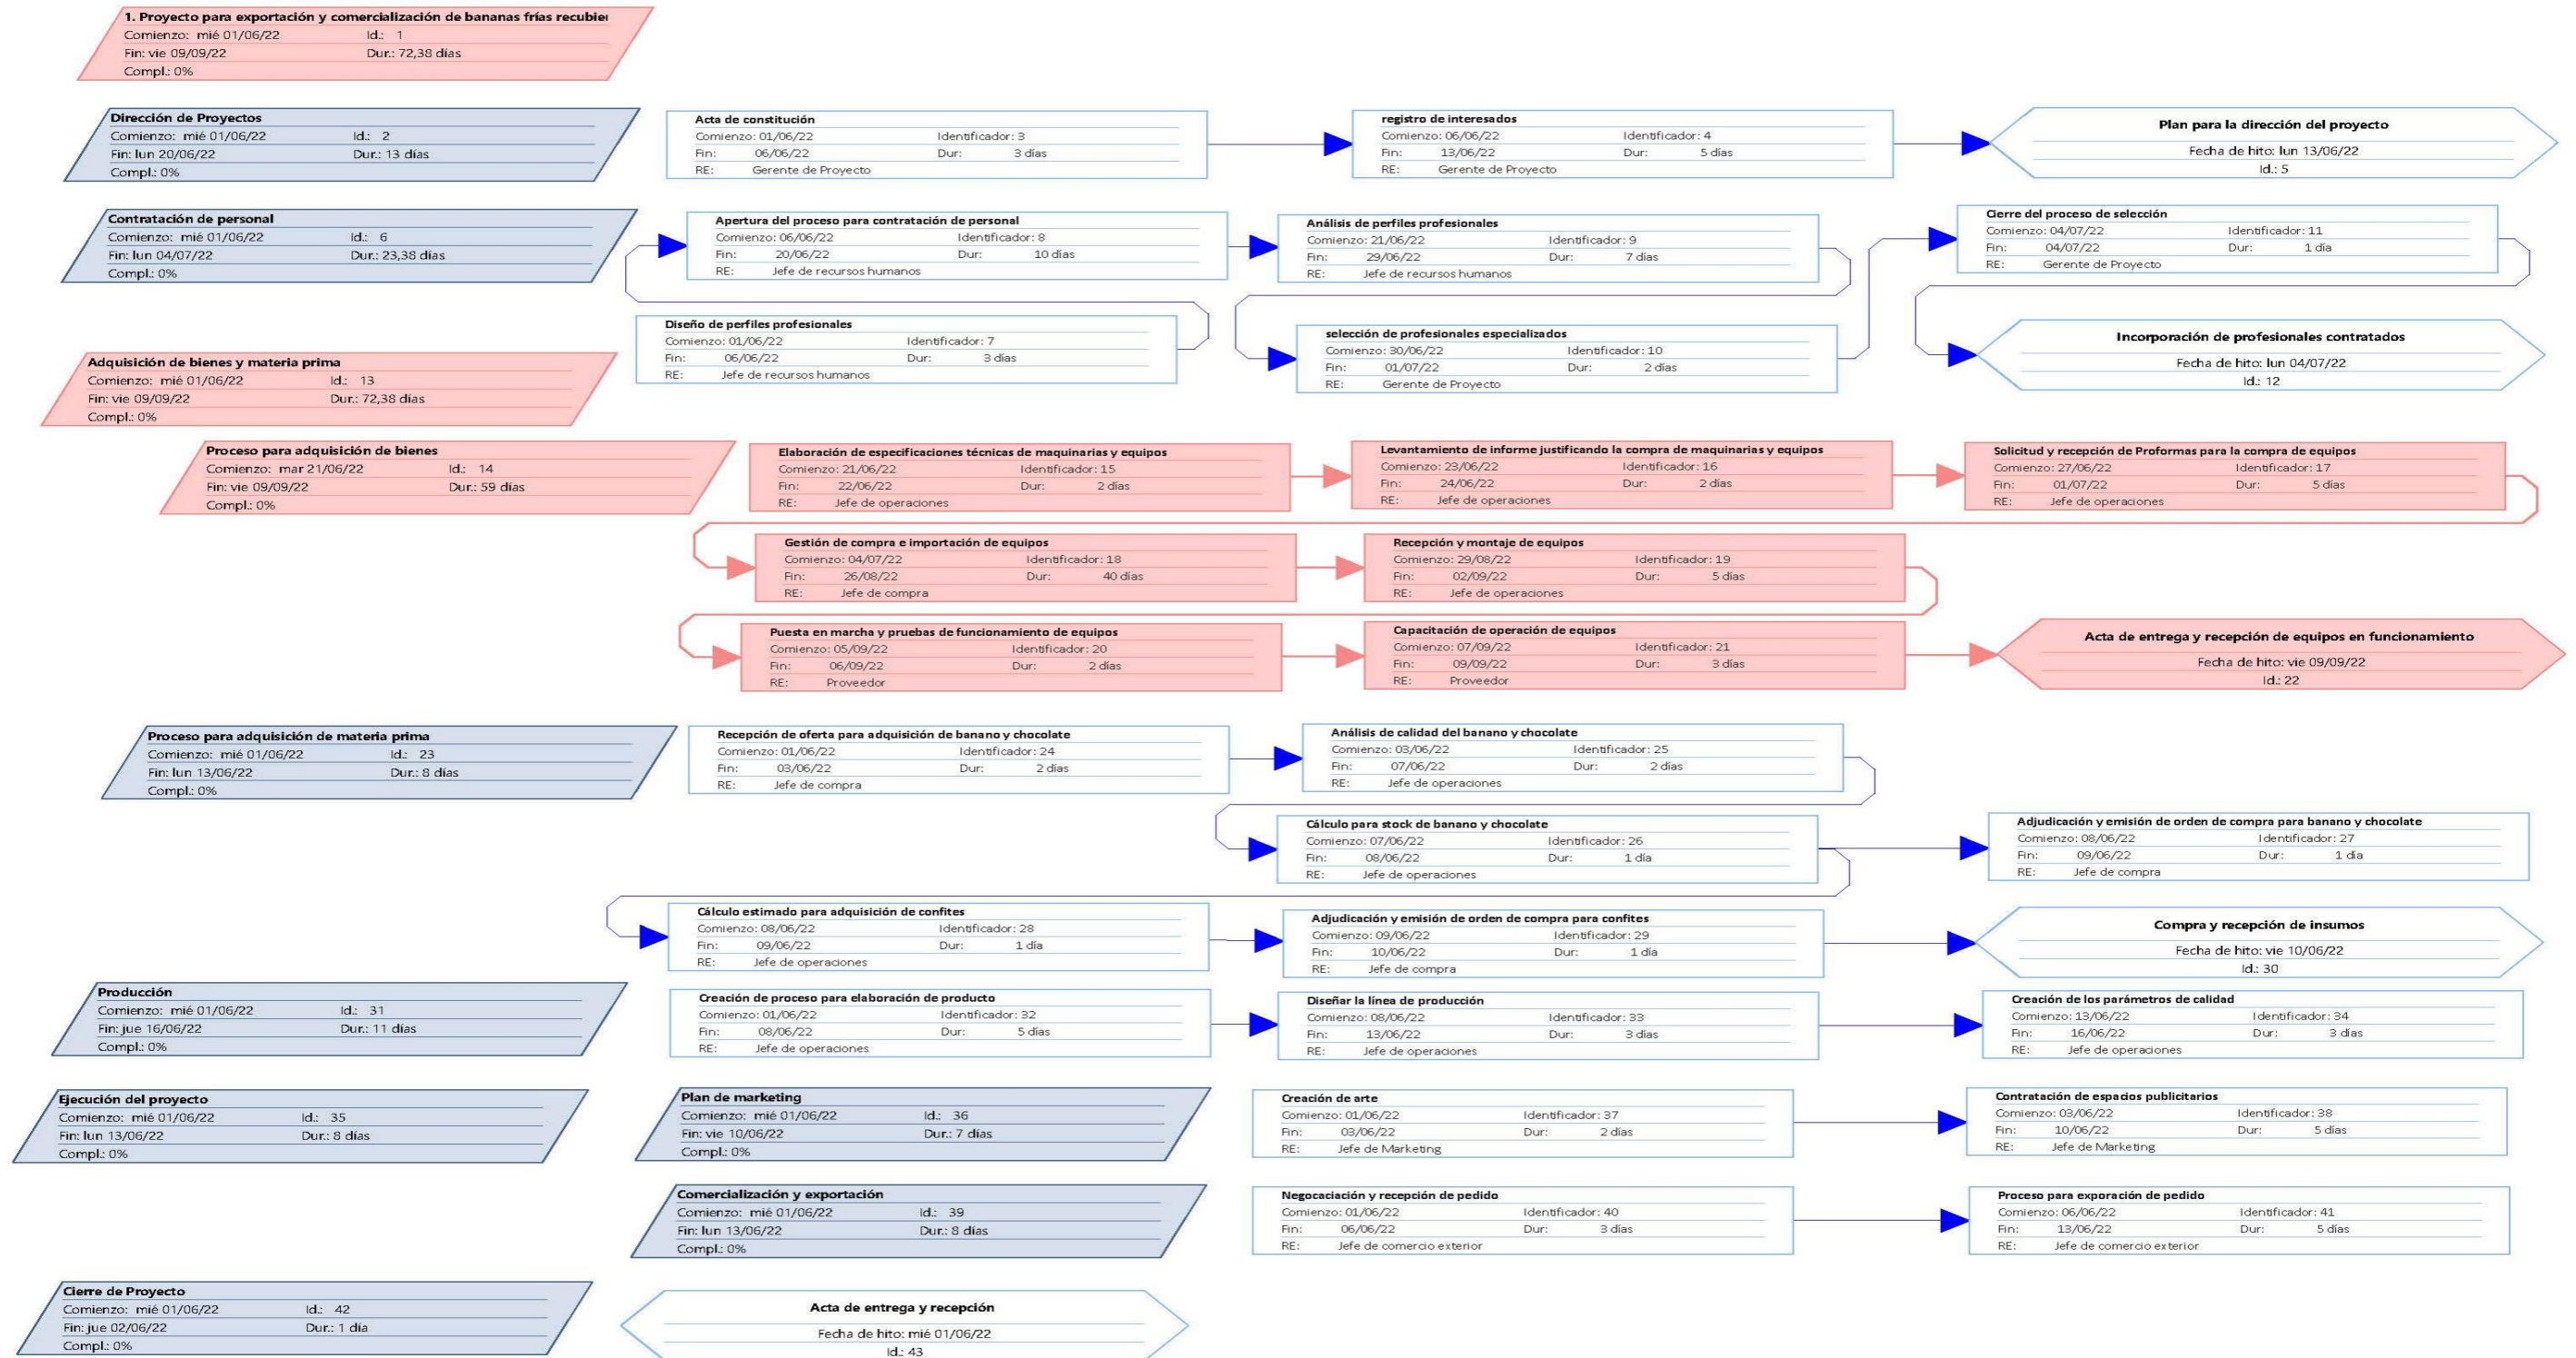 1. Proyecto para exportación y comercialización de bananas frías recubier
Comienzo: mié 01/06/22 Id.: 1
Fin: vie 09/09/22 Dur.: 72,38 días
Compl.: 0%
Dirección de Proyectos
Comienzo: mié 01/06/22 Id.: 2
Fin: lun 20/06/22 Dur.: 13 días
Compl.: 0%
Acta de constitución
Comienzo: 01/06/22 Identificador: 3
Fin: 06/06/22 Dur: 3 días
RE: Gerente de Proyecto
registro de interesados
Comienzo: 06/06/22 Identificador: 4
Fin: 13/06/22 Dur: 5 días
RE: Gerente de Proyecto
Plan para la dirección del proyecto
Fecha de hito: lun 13/06/22
Id.: 5
Contratación de personal
Comienzo: mié 01/06/22 Id.: 6
Fin: lun 04/07/22 Dur.: 23,38 días
Compl.: 0%
Apertura del proceso para contratación de personal
Comienzo: 06/06/22 Identificador: 8
Fin: 20/06/22 Dur: 10 días
RE: Jefe de recursos humanos
Análisis de perfiles profesionales
Comienzo: 21/06/22 Identificador: 9
Fin: 29/06/22 Dur: 7 días
RE: Jefe de recursos humanos
Cierre del proceso de selección
Comienzo: 04/07/22 Identificador: 11
Fin: 04/07/22 Dur: 1 día
RE: Gerente de Proyecto
Diseño de perfiles profesionales
Comienzo: 01/06/22 Identificador: 7
Fin: 06/06/22 Dur: 3 días
RE: Jefe de recursos humanos
selección de profesionales especializados
Comienzo: 30/06/22 Identificador: 10
Fin: 01/07/22 Dur: 2 días
RE: Gerente de Proyecto
Incorporación de profesionales contratados
Fecha de hito: lun 04/07/22
Id.: 12
Adquisición de bienes y materia prima
Comienzo: mié 01/06/22 Id.: 13
Fin: vie 09/09/22 Dur.: 72,38 días
Compl.: 0%
Proceso para adquisición de bienes
Comienzo: mar 21/06/22 Id.: 14
Fin: vie 09/09/22 Dur.: 59 días
Compl.: 0%
Elaboración de especificaciones técnicas de maquinarias y equipos
Comienzo: 21/06/22 Identificador: 15
Fin: 22/06/22 Dur: 2 días
RE: Jefe de operaciones
Levantamiento de informe justificando la compra de maquinarias y equipos
Comienzo: 23/06/22 Identificador: 16
Fin: 24/06/22 Dur: 2 días
RE: Jefe de operaciones
Solicitud y recepción de Proformas para la compra de equipos
Comienzo: 27/06/22 Identificador: 17
Fin: 01/07/22 Dur: 5 días
RE: Jefe de operaciones
Gestión de compra e importación de equipos
Comienzo: 04/07/22 Identificador: 18
Fin: 26/08/22 Dur: 40 días
RE: Jefe de compra
Recepción y montaje de equipos
Comienzo: 29/08/22 Identificador: 19
Fin: 02/09/22 Dur: 5 días
RE: Jefe de operaciones
Puesta en marcha y pruebas de funcionamiento de equipos
Comienzo: 05/09/22 Identificador: 20
Fin: 06/09/22 Dur: 2 días
RE: Proveedor
Capacitación de operación de equipos
Comienzo: 07/09/22 Identificador: 21
Fin: 09/09/22 Dur: 3 días
RE: Proveedor
Acta de entrega y recepción de equipos en funcionamiento
Fecha de hito: vie 09/09/22
Id.: 22
Proceso para adquisición de materia prima
Comienzo: mié 01/06/22 Id.: 23
Fin: lun 13/06/22 Dur.: 8 días
Compl.: 0%
Recepción de oferta para adquisición de banano y chocolate
Comienzo: 01/06/22 Identificador: 24
Fin: 03/06/22 Dur: 2 días
RE: Jefe de compra
Análisis de calidad del banano y chocolate
Comienzo: 03/06/22 Identificador: 25
Fin: 07/06/22 Dur: 2 días
RE: Jefe de operaciones
Cálculo para stock de banano y chocolate
Comienzo: 07/06/22 Identificador: 26
Fin: 08/06/22 Dur: 1 día
RE: Jefe de operaciones
Adjudicación y emisión de orden de compra para banano y chocolate
Comienzo: 08/06/22 Identificador: 27
Fin: 09/06/22 Dur: 1 día
RE: Jefe de compra
Cálculo estimado para adquisición de confites
Comienzo: 08/06/22 Identificador: 28
Fin: 09/06/22 Dur: 1 día
RE: Jefe de operaciones
Adjudicación y emisión de orden de compra para confites
Comienzo: 09/06/22 Identificador: 29
Fin: 10/06/22 Dur: 1 día
RE: Jefe de compra
Compra y recepción de insumos
Fecha de hito: vie 10/06/22
Id.: 30
Producción
Comienzo: mié 01/06/22 Id.: 31
Fin: jue 16/06/22 Dur.: 11 días
Compl.: 0%
Creación de proceso para elaboración de producto
Comienzo: 01/06/22 Identificador: 32
Fin: 08/06/22 Dur: 5 días
RE: Jefe de operaciones
Diseñar la línea de producción
Comienzo: 08/06/22 Identificador: 33
Fin: 13/06/22 Dur: 3 días
RE: Jefe de operaciones
Creación de los parámetros de calidad
Comienzo: 13/06/22 Identificador: 34
Fin: 16/06/22 Dur: 3 días
RE: Jefe de operaciones
Ejecución del proyecto
Comienzo: mié 01/06/22 Id.: 35
Fin: lun 13/06/22 Dur.: 8 días
Compl.: 0%
Plan de marketing
Comienzo: mié 01/06/22 Id.: 36
Fin: vie 10/06/22 Dur.: 7 días
Compl.: 0%
Creación de arte
Comienzo: 01/06/22 Identificador: 37
Fin: 03/06/22 Dur: 2 días
RE: Jefe de Marketing
Contratación de espacios publicitarios
Comienzo: 03/06/22 Identificador: 38
Fin: 10/06/22 Dur: 5 días
RE: Jefe de Marketing
Comercialización y exportación
Comienzo: mié 01/06/22 Id.: 39
Fin: lun 13/06/22 Dur.: 8 días
Compl.: 0%
Negocaciación y recepción de pedido
Comienzo: 01/06/22 Identificador: 40
Fin: 06/06/22 Dur: 3 días
RE: Jefe de comercio exterior
Proceso para exporación de pedido
Comienzo: 06/06/22 Identificador: 41
Fin: 13/06/22 Dur: 5 días
RE: Jefe de comercio exterior
Cierre de Proyecto
Comienzo: mié 01/06/22 Id.: 42
Fin: jue 02/06/22 Dur.: 1 día
Compl.: 0%
Acta de entrega y recepción
Fecha de hito: mié 01/06/22
Id.: 43